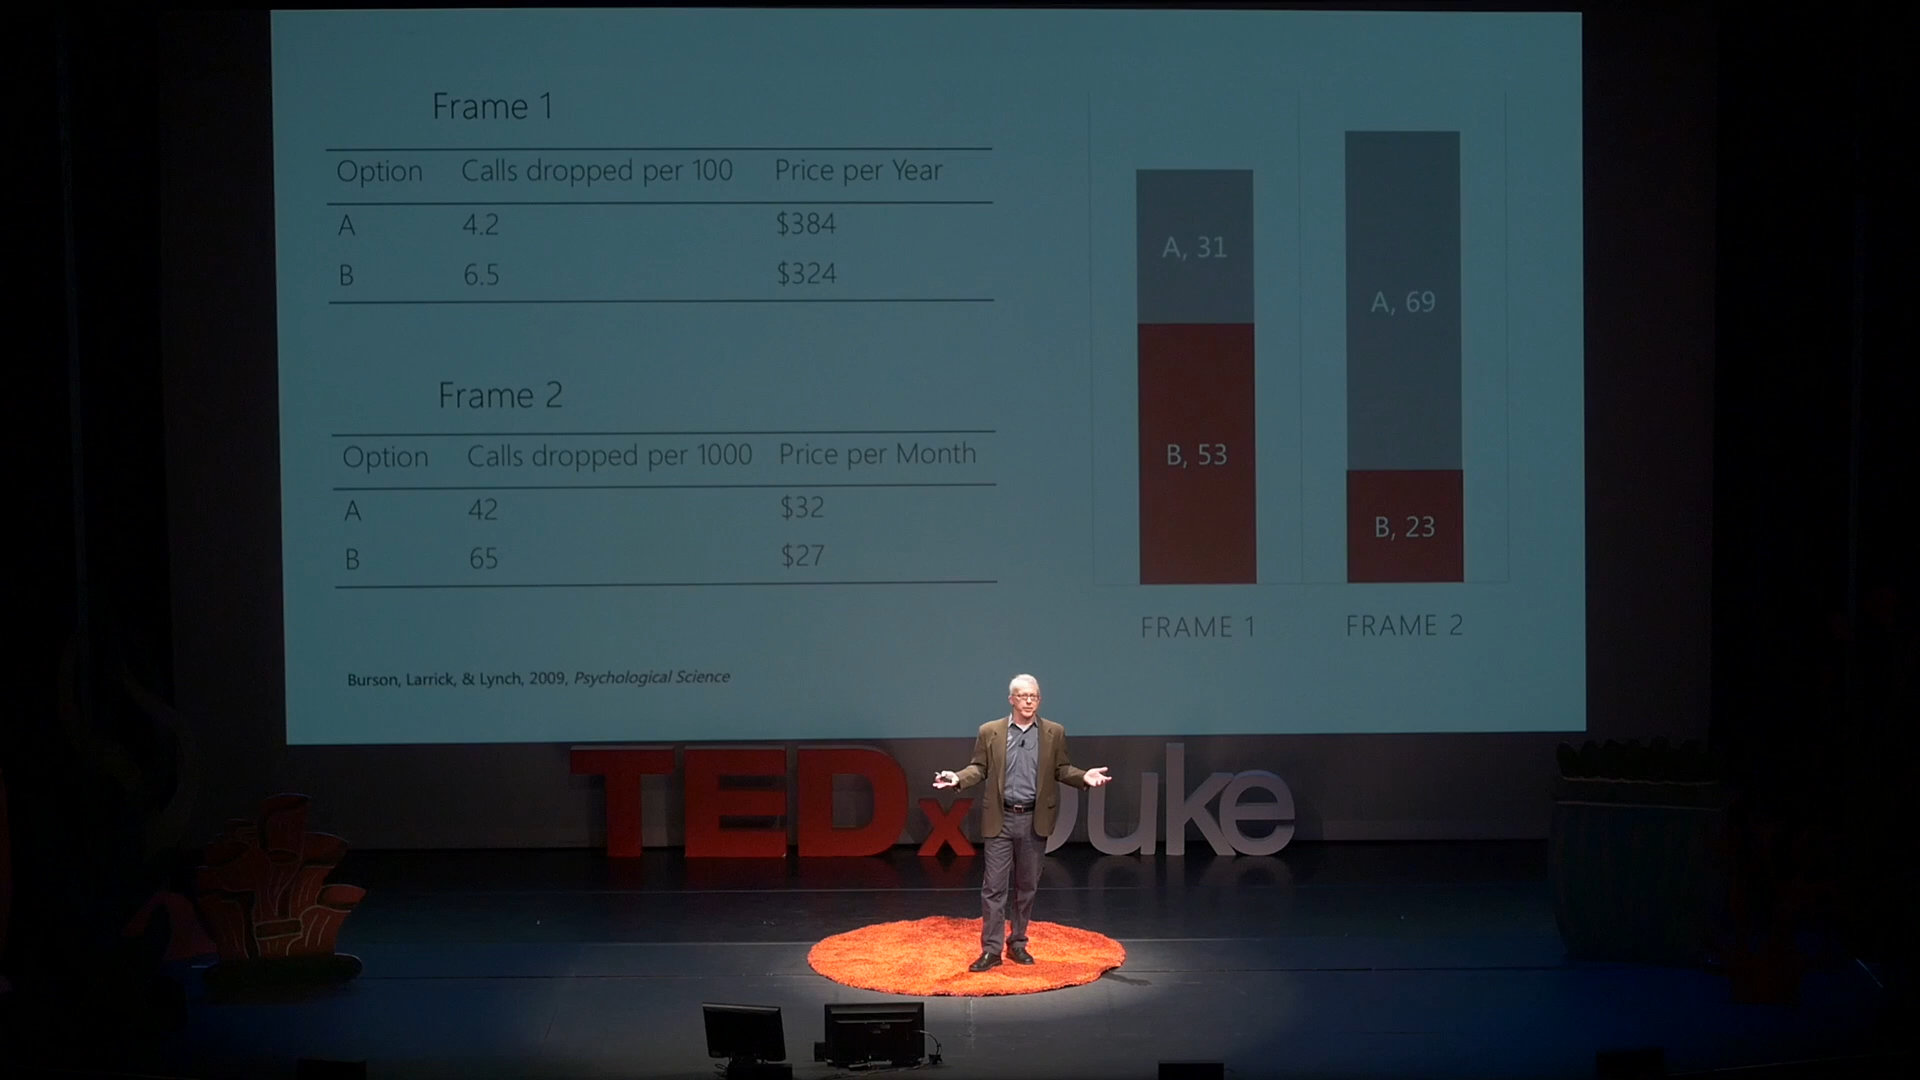 Frame 1
Option Calls dropped per 100 Price per Year
A 4.2 $384
B 6.5 $324
Frame 2
Option Calls dropped per 1000 Price per Month
A 42 $32
B 65 $27
Burson, Larrick, & Lynch, 2009, Psychological Science
A, 31
B, 53
A, 69
B, 23
FRAME 1 FRAME 2
TEDxDuke